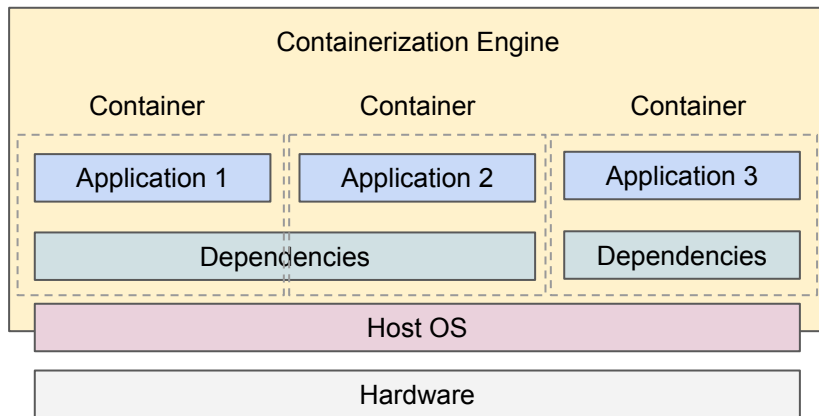 Containerization Engine
Container Container Container
Application 1 Application 2 Application 3
Dependencies Dependencies
Host OS
Hardware